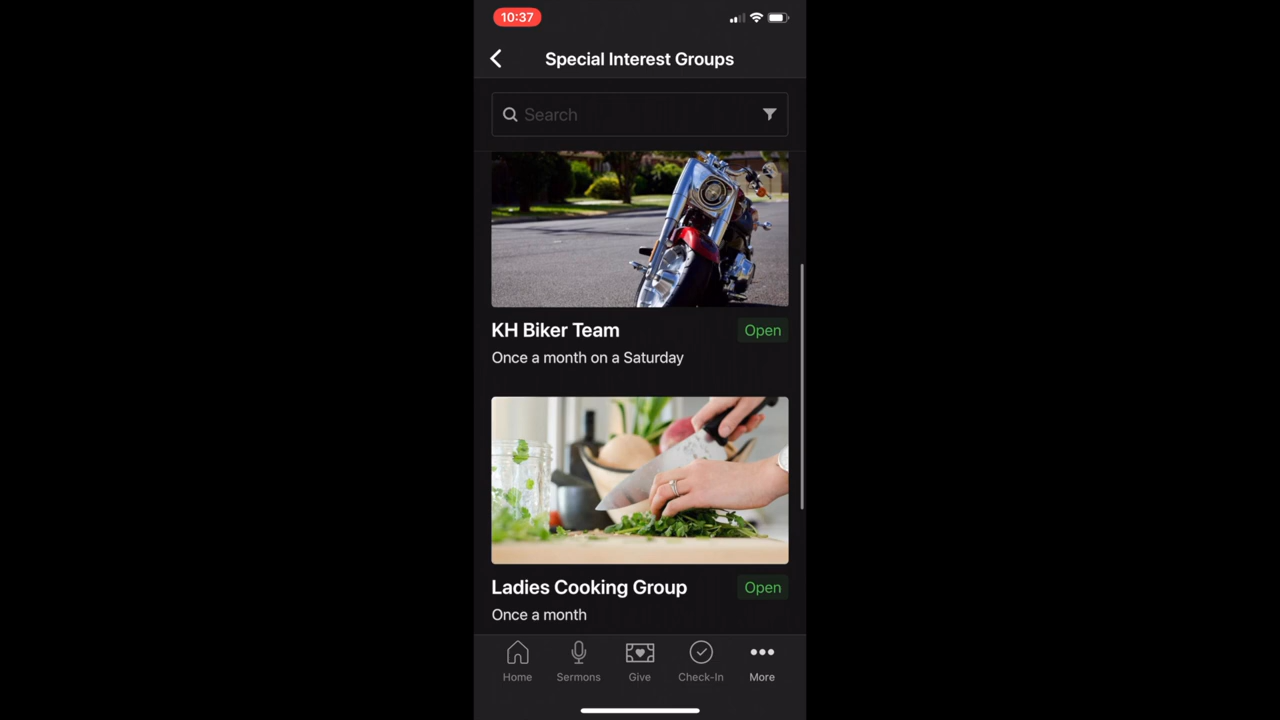 10:37
Special Interest Groups
Search
KH Biker Team
Open
Once a month on a Saturday
Ladies Cooking Group
Open
Once a month
Home
Sermons
Give
Check-In
More